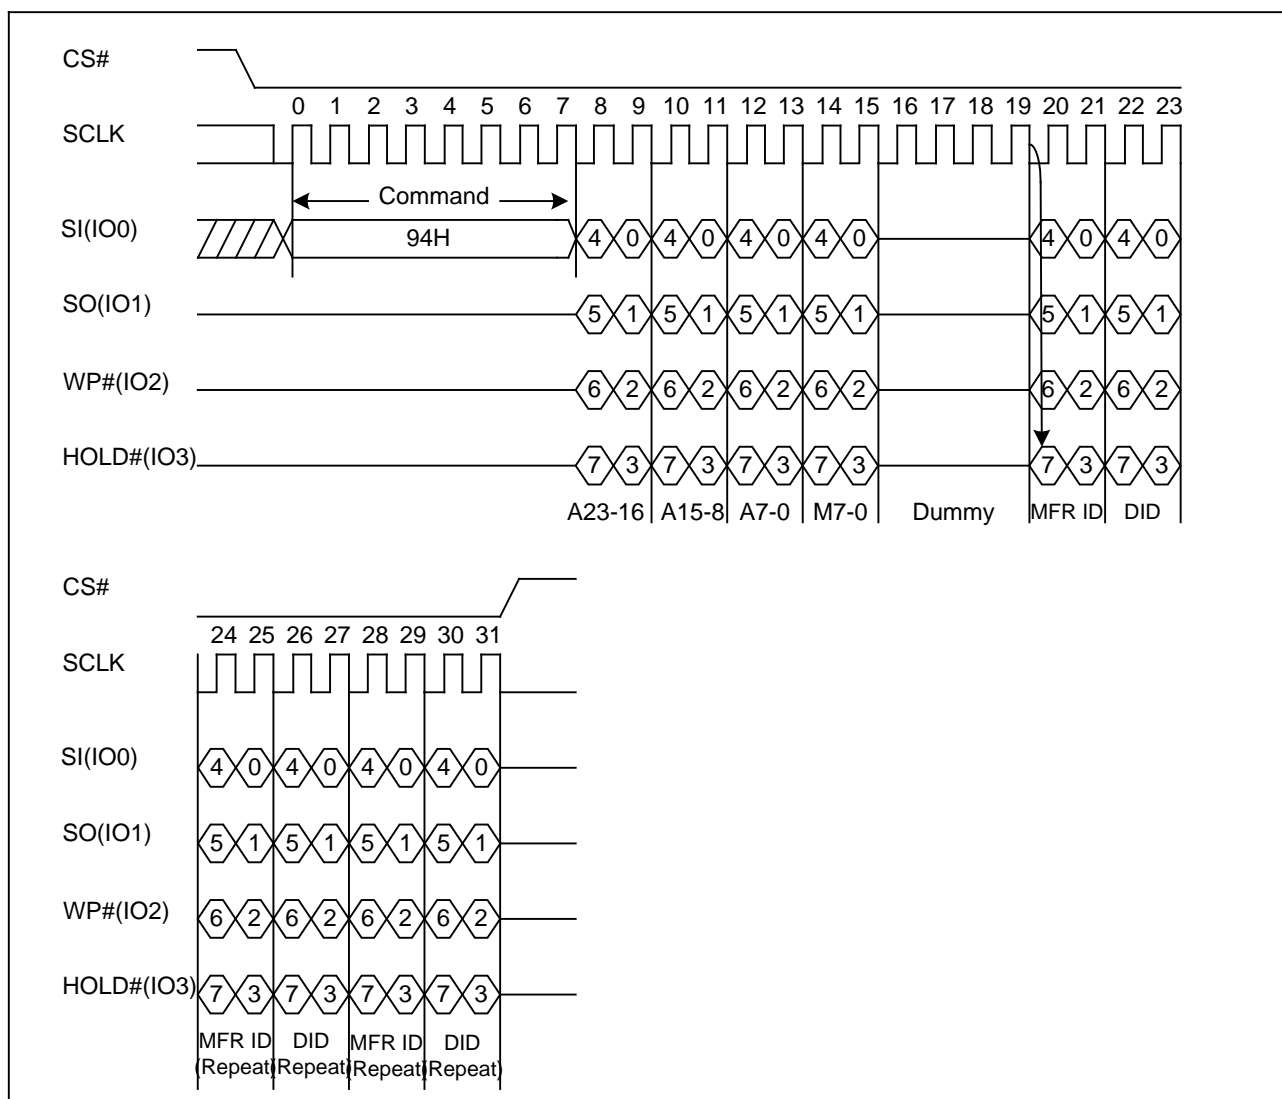 CS#
0 1 2 3 4 5 6 7 8 9 10 11 12 13 14 15 16 17 18 19 20 21 22 23
SCLK
Command
SI(IO0) 94H 4 0 4 0 4 0 4 0 4 0 4 0
SO(IO1) 5 1 5 1 5 1 5 1 5 1 5 1
WP#(IO2) 6 2 6 2 6 2 6 2 6 2 6 2
HOLD#(IO3) 7 3 7 3 7 3 7 3 7 3 7 3
A23-16 A15-8 A7-0 M7-0 Dummy MFR ID DID
CS#
24 25 26 27 28 29 30 31
SCLK
SI(IO0) 4 0 4 0 4 0 4 0
SO(IO1) 5 1 5 1 5 1 5 1
WP#(IO2) 6 2 6 2 6 2 6 2
HOLD#(IO3) 7 3 7 3 7 3 7 3
MFR ID DID MFR ID DID
(Repeat) (Repeat) (Repeat) (Repeat)